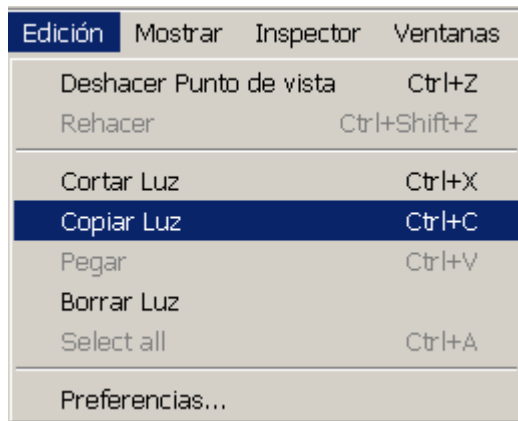 Edición Mostrar Inspector Ventanas
Deshacer Punto de vista Ctrl+Z
Rehacer Ctrl+Shift+Z
Cortar Luz Ctrl+X
Copiar Luz Ctrl+C
Pegar Ctrl+V
Borrar Luz
Select all Ctrl+A
Preferencias...